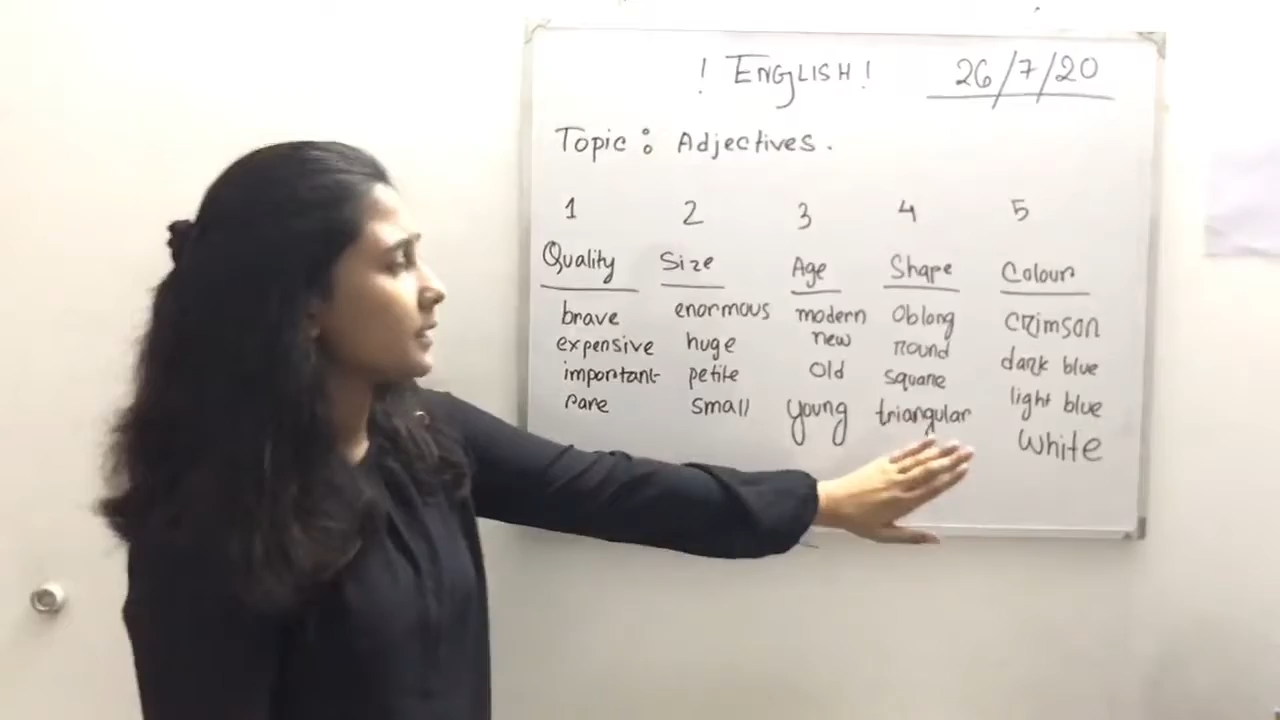 ! ENGLISH!
26/7/20
Topic: Adjectives.
1 2 3 4 5
Quality Size Age Shape Colour
brave enormous modern Oblong crimson
expensive huge new round dark blue
important petite Old square light blue
rare small young triangular white